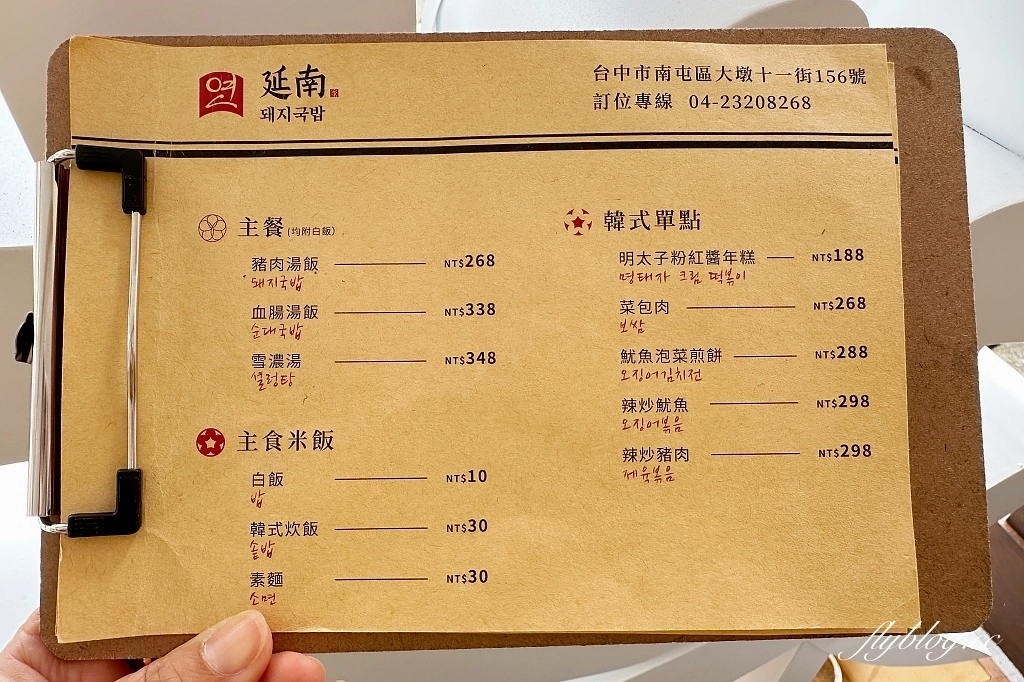 연 延南
돼지국밥
台中市南屯區大墩十一街156號
訂位專線 04-23208268
主餐(均附白飯)
豬肉湯飯 NT$268
돼지국밥
血腸湯飯 NT$338
순대국밥
雪濃湯 NT$348
설렁탕
主食米飯
白飯 NT$10
밥
韓式炊飯 NT$30
솥밥
素麵 NT$30
소면
韓式單點
明太子粉紅醬年糕 NT$188
명태자 크림 떡볶이
菜包肉 NT$268
보쌈
魷魚泡菜煎餅 NT$288
오징어김치전
辣炒魷魚 NT$298
오징어볶음
辣炒豬肉 NT$298
제육볶음
flyblog.cc